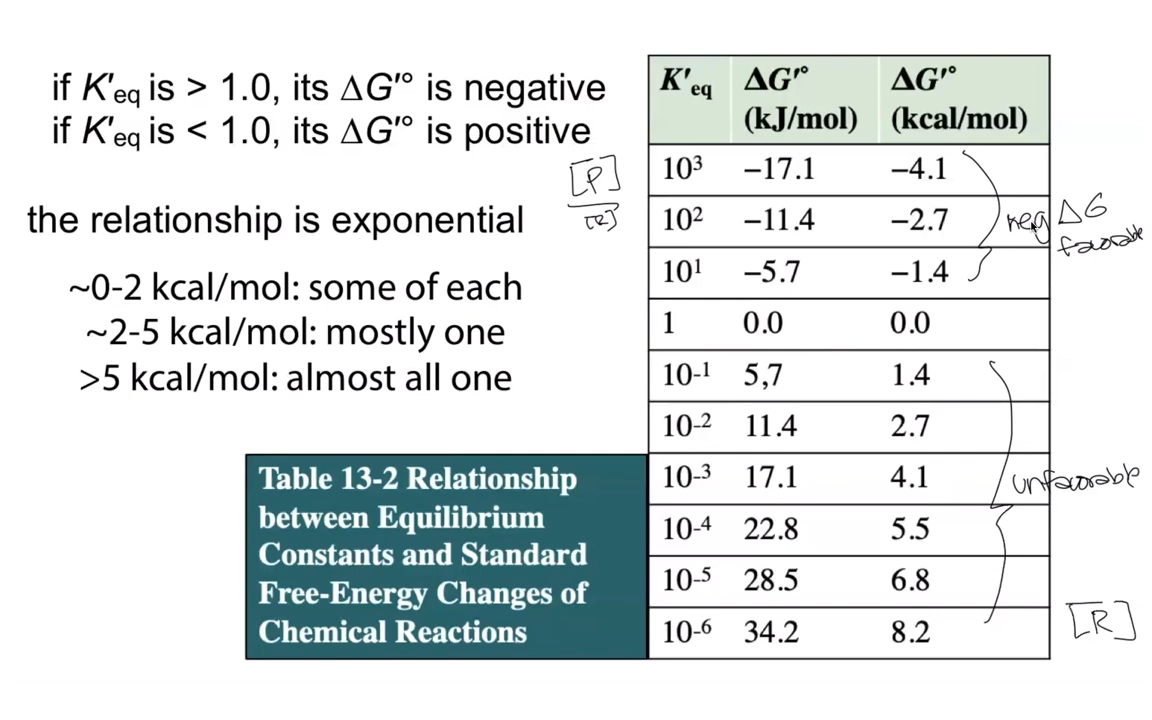 if K'eq is > 1.0, its ΔG'° is negative
if K'eq is < 1.0, its ΔG'° is positive
the relationship is exponential
~0-2 kcal/mol: some of each
~2-5 kcal/mol: mostly one
>5 kcal/mol: almost all one
Table 13-2 Relationship
between Equilibrium
Constants and Standard
Free-Energy Changes of
Chemical Reactions
[P]
[R]
K'eq ΔG'° (kJ/mol) ΔG'° (kcal/mol)
10³ –17.1 –4.1
10² –11.4 –2.7
10¹ –5.7 –1.4
1 0.0 0.0
10-1 5,7 1.4
10-2 11.4 2.7
10-3 17.1 4.1
10-4 22.8 5.5
10-5 28.5 6.8
10-6 34.2 8.2
neg ΔG
favorable
unfavorable
[R]